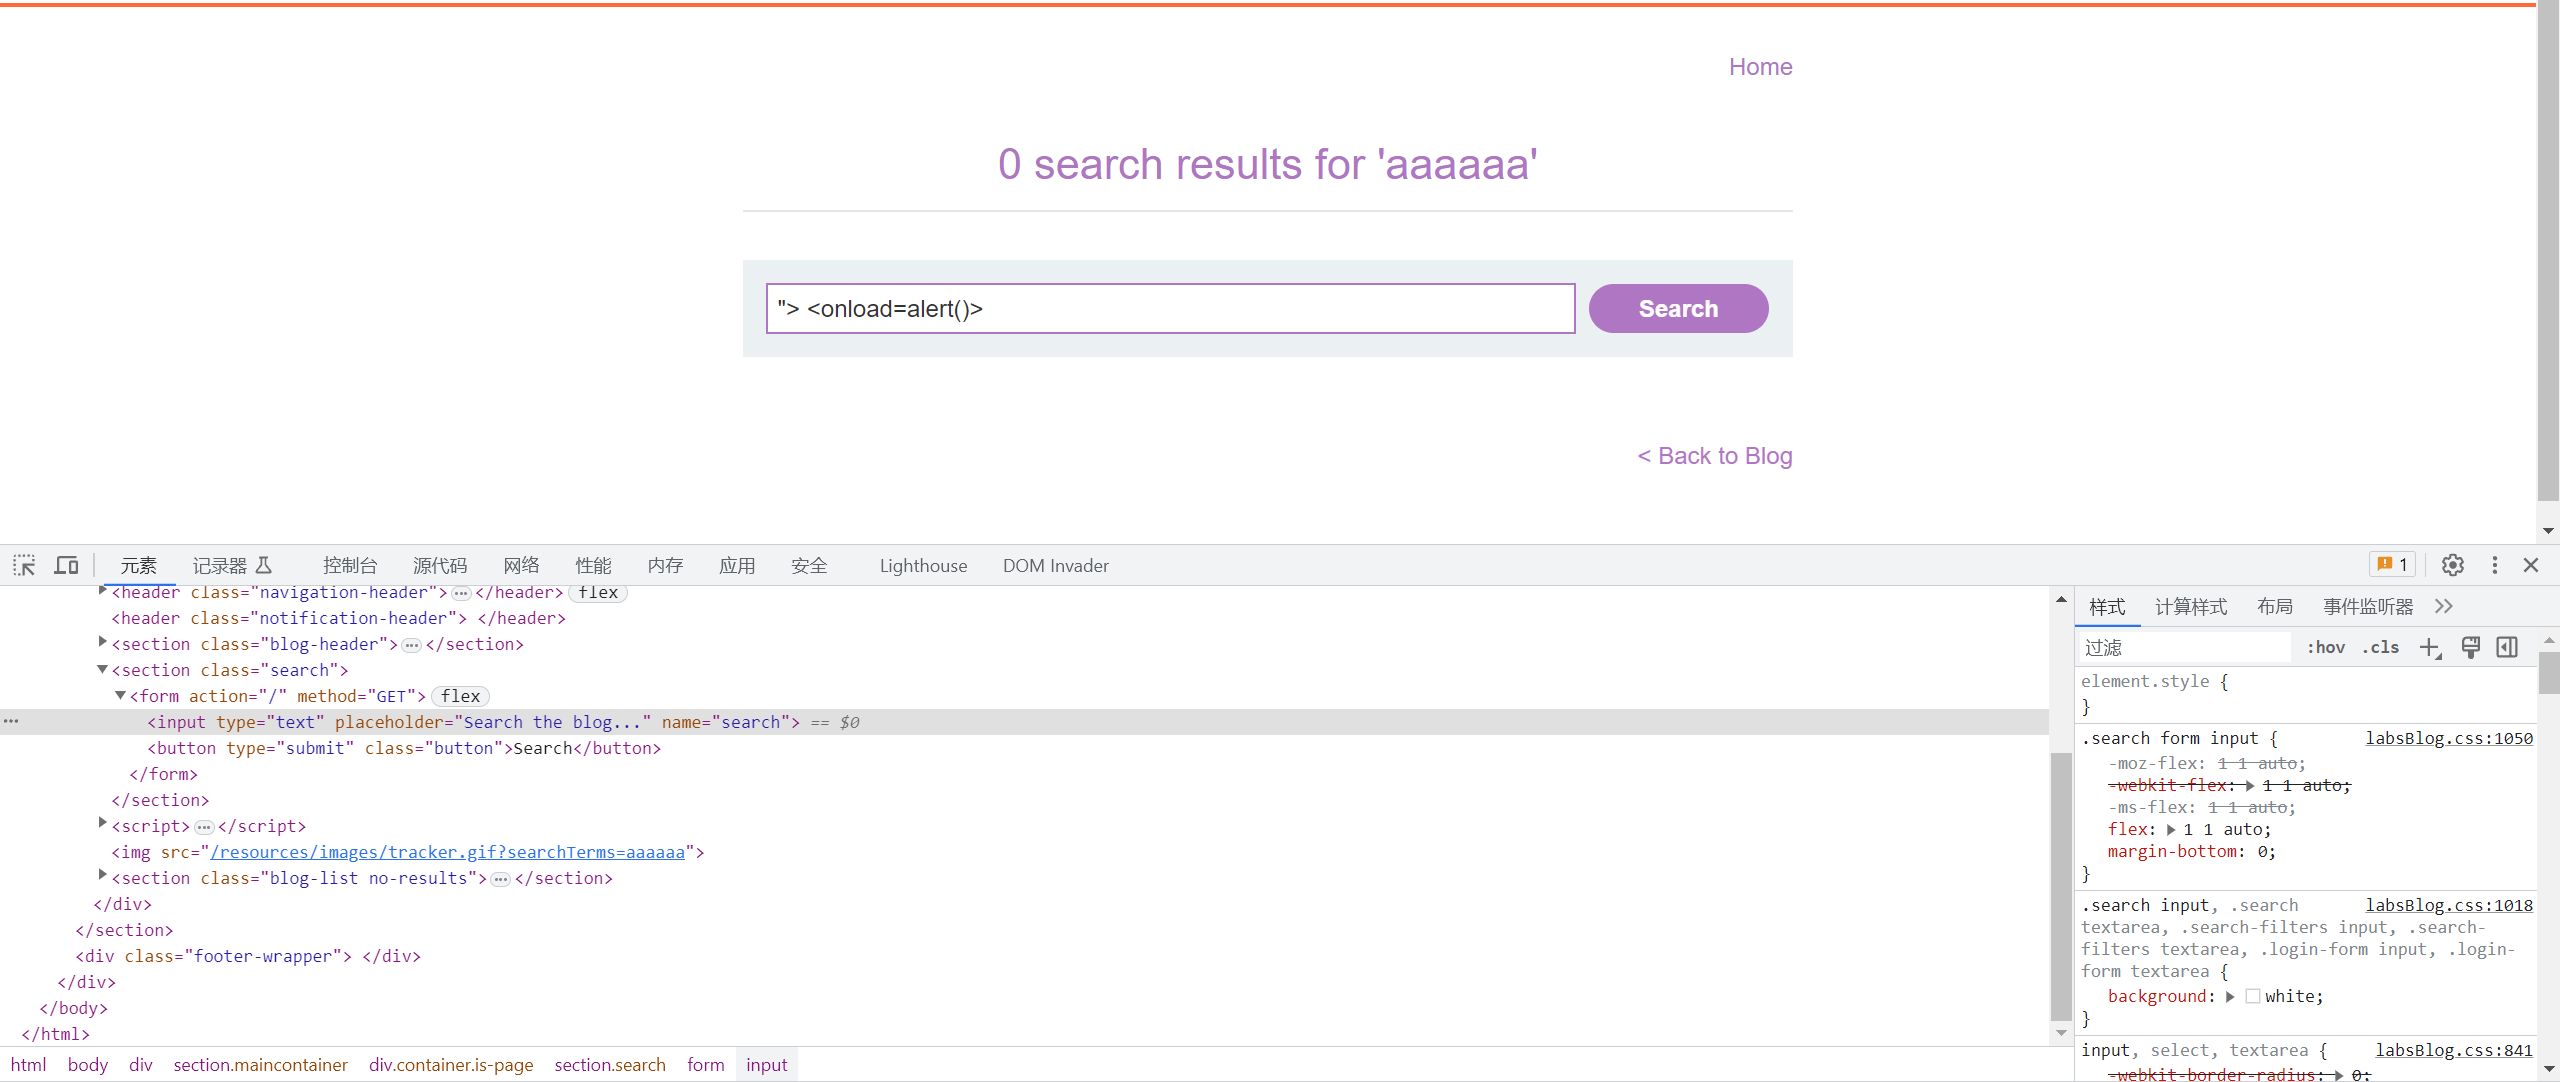 Home
0 search results for 'aaaaaa'
"> <onload=alert()>
Search
< Back to Blog
元素 记录器 控制台 源代码 网络 性能 内存 应用 安全 Lighthouse DOM Invader 1
<header class="navigation-header"> ⋯ </header> flex
<header class="notification-header"> </header>
<section class="blog-header"> ⋯ </section>
<section class="search">
<form action="/" method="GET"> flex
<input type="text" placeholder="Search the blog..." name="search"> == $0
<button type="submit" class="button">Search</button>
</form>
</section>
<script> ⋯ </script>
<img src="/resources/images/tracker.gif?searchTerms=aaaaaa">
<section class="blog-list no-results"> ⋯ </section>
</div>
</section>
<div class="footer-wrapper"> </div>
</div>
</body>
</html>
html body div section.maincontainer div.container.is-page section.search form input
样式 计算样式 布局 事件监听器
过滤 :hov .cls
element.style {
}
.search form input { labsBlog.css:1050
-moz-flex: 1 1 auto;
-webkit-flex: 1 1 auto;
-ms-flex: 1 1 auto;
flex: 1 1 auto;
margin-bottom: 0;
}
.search input, .search labsBlog.css:1018
textarea, .search-filters input, .search-
filters textarea, .login-form input, .login-
form textarea {
background: white;
}
input, select, textarea { labsBlog.css:841
-webkit-border-radius: 0;